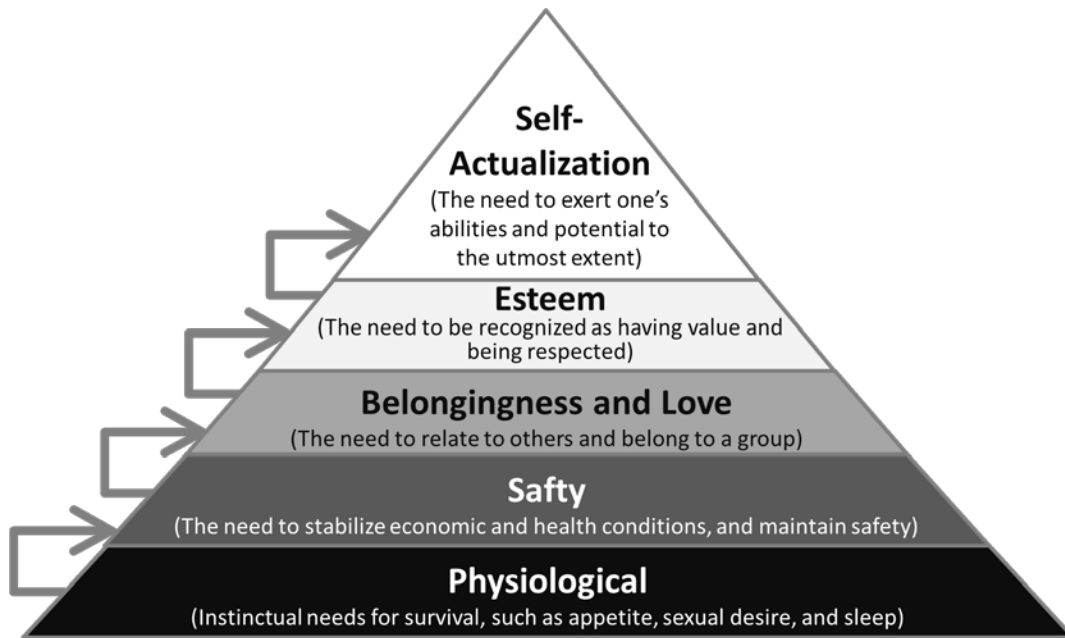 Self-
Actualization
(The need to exert one's
abilities and potential to
the utmost extent)
Esteem
(The need to be recognized as having value and
being respected)
Belongingness and Love
(The need to relate to others and belong to a group)
Safty
(The need to stabilize economic and health conditions, and maintain safety)
Physiological
(Instinctual needs for survival, such as appetite, sexual desire, and sleep)